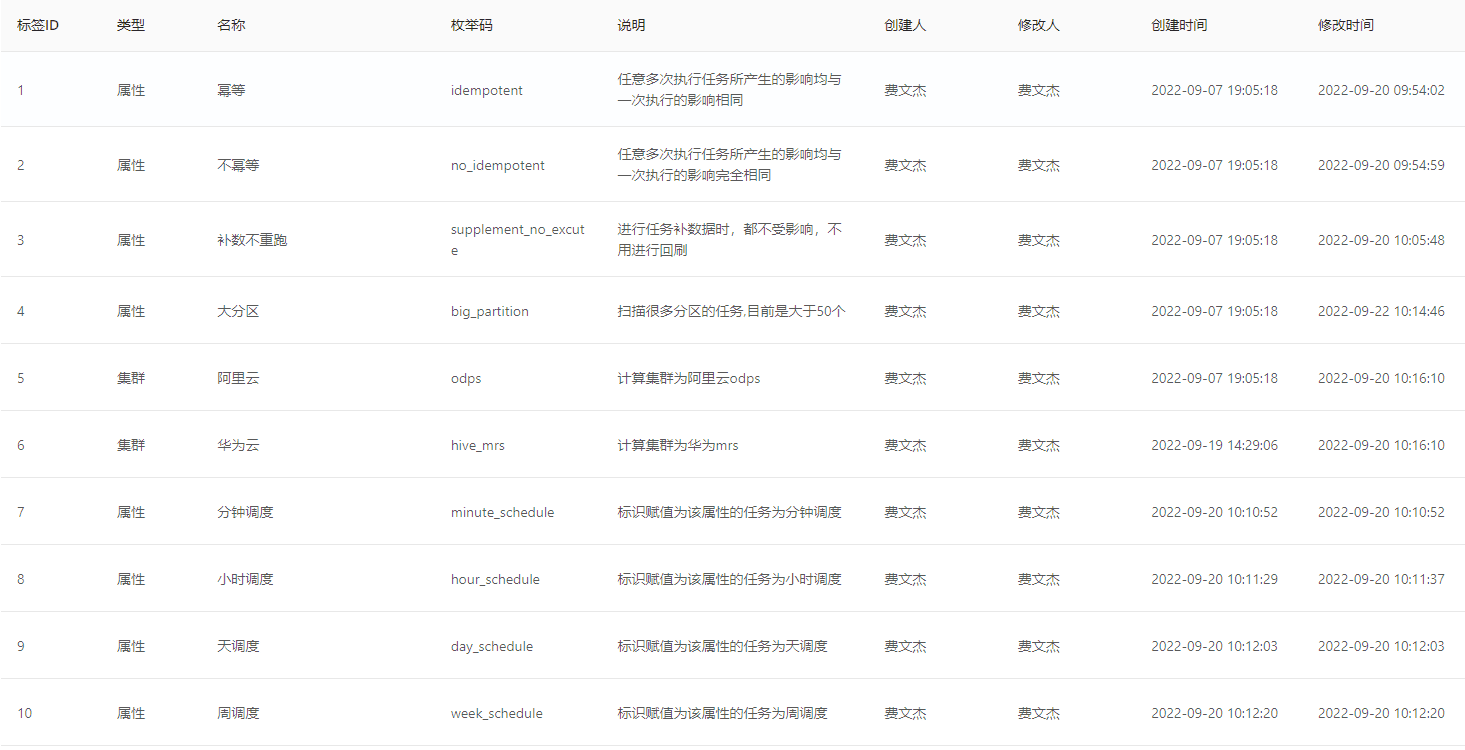 标签ID 类型 名称 枚举码 说明 创建人 修改人 创建时间 修改时间
1 属性 幂等 idempotent 任意多次执行任务所产生的影响均与 费文杰 费文杰 2022-09-07 19:05:18 2022-09-20 09:54:02
一次执行的影响相同
2 属性 不幂等 no_idempotent 任意多次执行任务所产生的影响均与 费文杰 费文杰 2022-09-07 19:05:18 2022-09-20 09:54:59
一次执行的影响完全相同
3 属性 补数不重跑 supplement_no_excut 进行任务补数据时，都不受影响，不 费文杰 费文杰 2022-09-07 19:05:18 2022-09-20 10:05:48
e 用进行回刷
4 属性 大分区 big_partition 扫描很多分区的任务,目前是大于50个 费文杰 费文杰 2022-09-07 19:05:18 2022-09-22 10:14:46
5 集群 阿里云 odps 计算集群为阿里云odps 费文杰 费文杰 2022-09-07 19:05:18 2022-09-20 10:16:10
6 集群 华为云 hive_mrs 计算集群为华为mrs 费文杰 费文杰 2022-09-19 14:29:06 2022-09-20 10:16:10
7 属性 分钟调度 minute_schedule 标识赋值为该属性的任务为分钟调度 费文杰 费文杰 2022-09-20 10:10:52 2022-09-20 10:10:52
8 属性 小时调度 hour_schedule 标识赋值为该属性的任务为小时调度 费文杰 费文杰 2022-09-20 10:11:29 2022-09-20 10:11:37
9 属性 天调度 day_schedule 标识赋值为该属性的任务为天调度 费文杰 费文杰 2022-09-20 10:12:03 2022-09-20 10:12:03
10 属性 周调度 week_schedule 标识赋值为该属性的任务为周调度 费文杰 费文杰 2022-09-20 10:12:20 2022-09-20 10:12:20